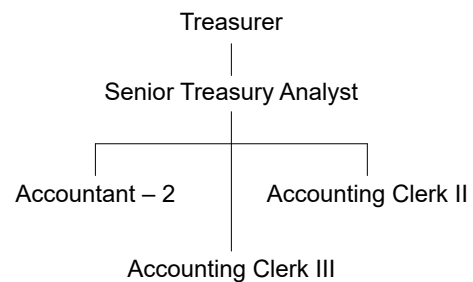 Treasurer
Senior Treasury Analyst
Accountant – 2
Accounting Clerk II
Accounting Clerk III